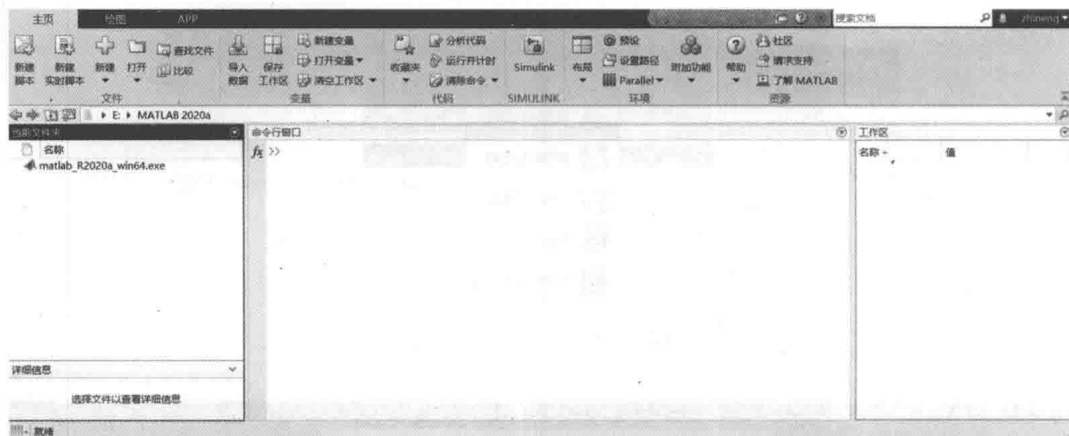 主页 绘图 APP
搜索文档
zhineng
新建脚本
新建实时脚本
新建
打开
查找文件
比较
文件
导入数据
保存工作区
新建变量
打开变量
清空工作区
变量
收藏夹
分析代码
运行并计时
清除命令
代码
Simulink
SIMULINK
布局
预设
设置路径
Parallel
附加功能
环境
帮助
社区
请求支持
了解 MATLAB
资源
E: MATLAB 2020a
当前文件夹
名称
matlab_R2020a_win64.exe
详细信息
选择文件以查看详细信息
命令行窗口
fx >>
工作区
名称 值
就绪